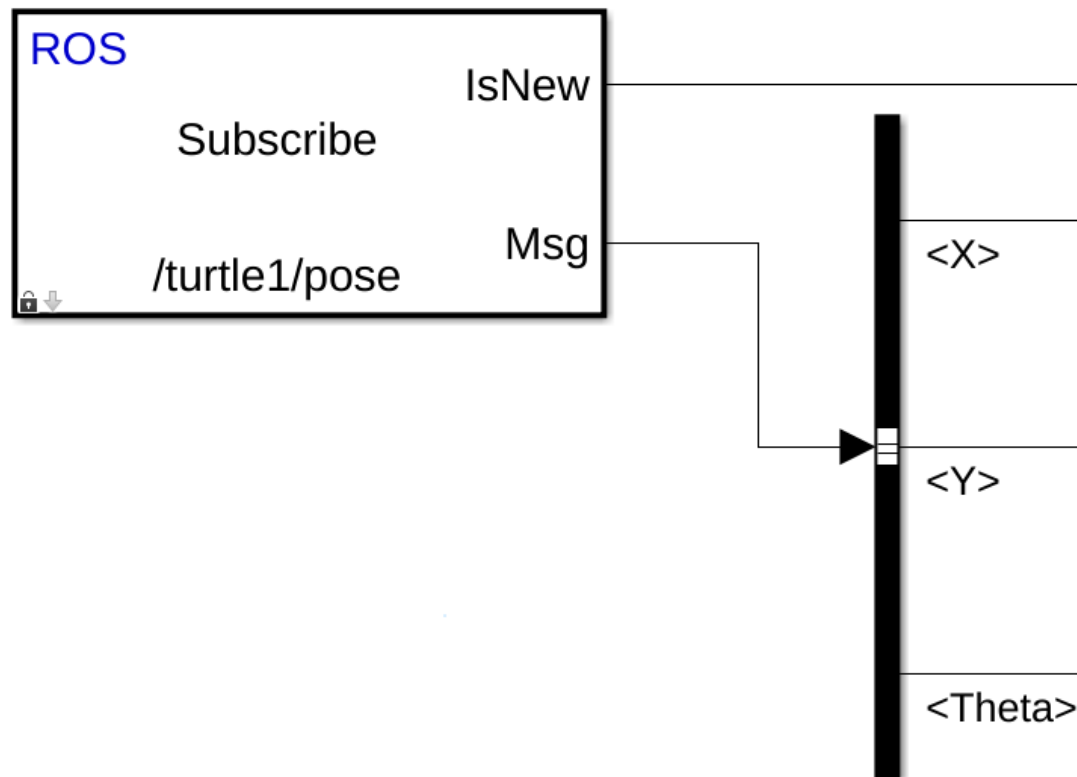 ROS
IsNew
Subscribe
Msg
/turtle1/pose
<X>
<Y>
<Theta>